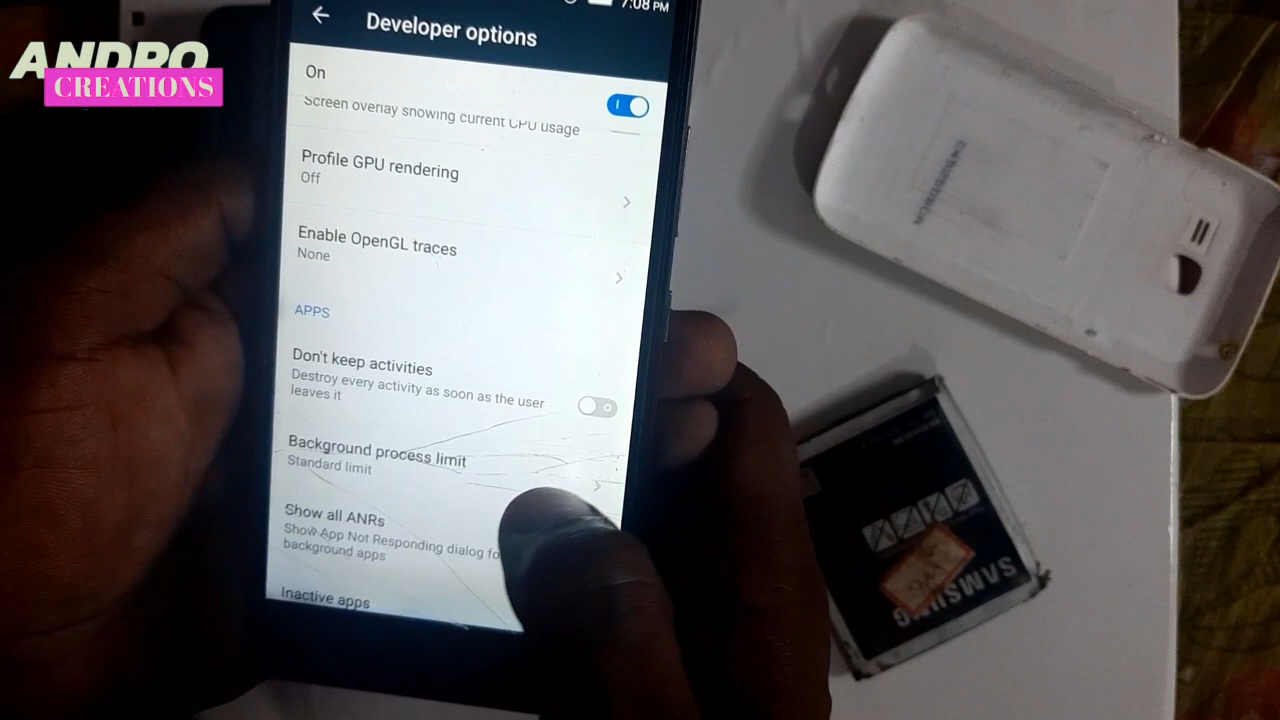 ANDRO
CREATIONS
7:08 PM
Developer options
On
Screen overlay showing current CPU usage
Profile GPU rendering
Off
Enable OpenGL traces
None
APPS
Don't keep activities
Destroy every activity as soon as the user
leaves it
Background process limit
Standard limit
Show all ANRs
Show App Not Responding dialog fo
background apps
Inactive apps
SAMSUNG